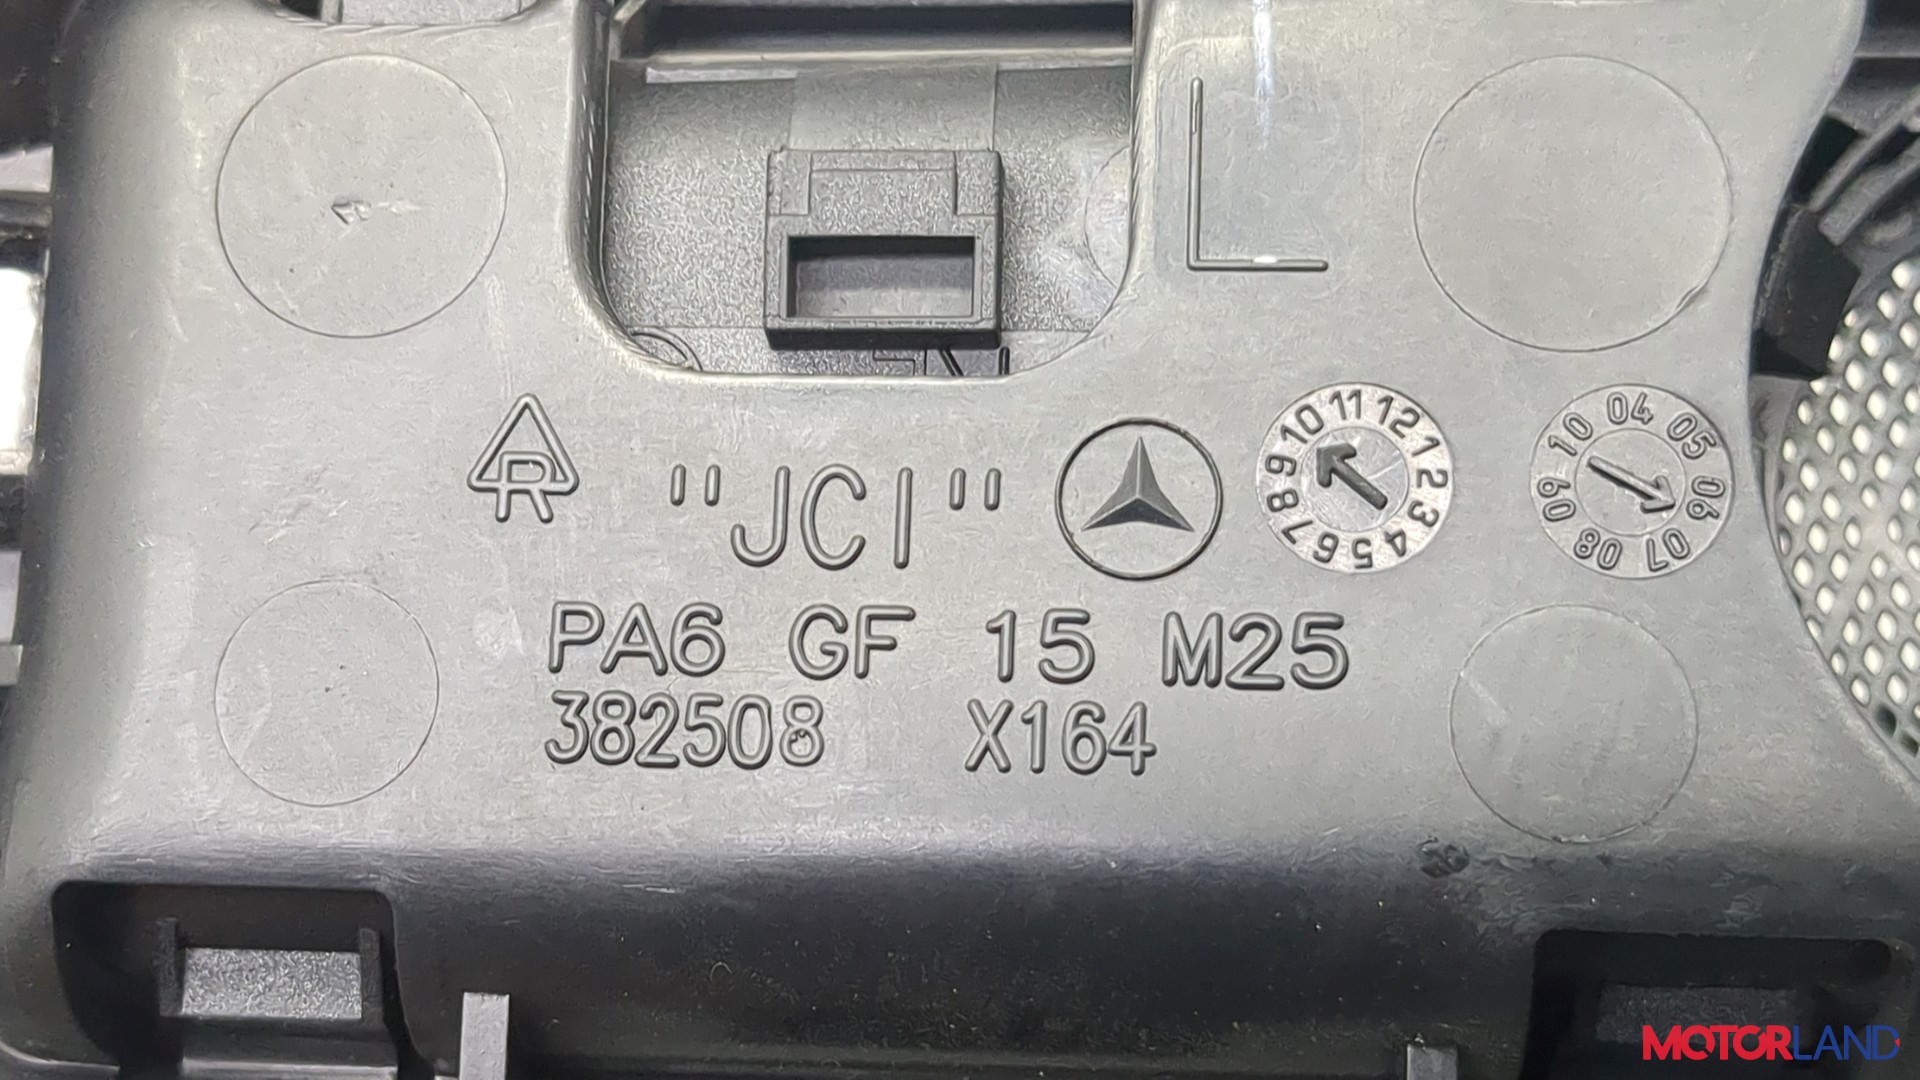 L
R
"JCI"
10 11 12 1 2 3 4 5 6 7 8 9
10 04 05 06 07 08 09
PA6 GF 15 M25
382508 X164
MOTORLAND